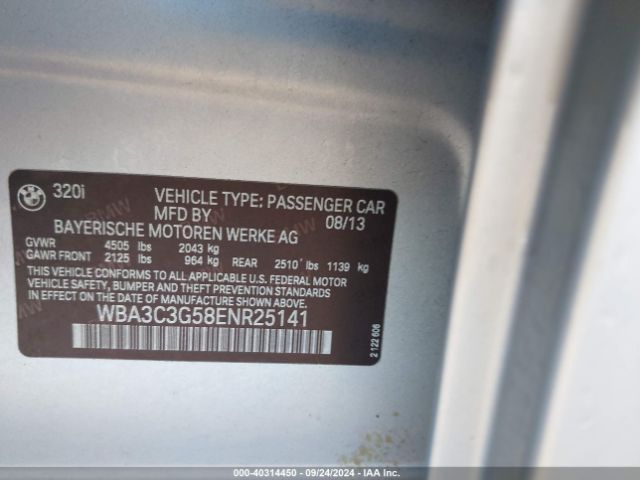 320i VEHICLE TYPE: PASSENGER CAR
MFD BY 08/13
BAYERISCHE MOTOREN WERKE AG
GVWR 4505 lbs 2043 kg
GAWR FRONT 2125 lbs 964 kg REAR 2510 lbs 1139 kg
THIS VEHICLE CONFORMS TO ALL APPLICABLE U.S. FEDERAL MOTOR
VEHICLE SAFETY, BUMPER AND THEFT PREVENTION STANDARDS
IN EFFECT ON THE DATE OF MANUFACTURE SHOWN ABOVE.
WBA3C3G58ENR25141
2 122 606
000-40314450 - 09/24/2024 - IAA Inc.